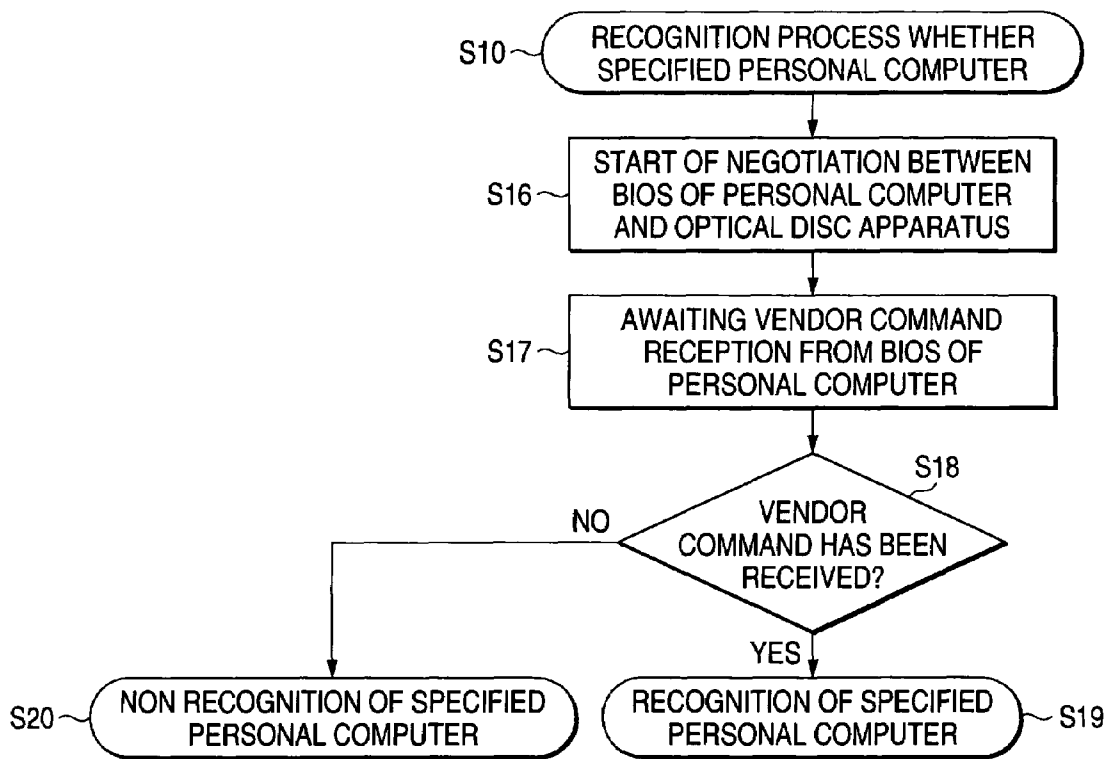 S10
RECOGNITION PROCESS WHETHER
SPECIFIED PERSONAL COMPUTER
S16
START OF NEGOTIATION BETWEEN
BIOS OF PERSONAL COMPUTER
AND OPTICAL DISC APPARATUS
S17
AWAITING VENDOR COMMAND
RECEPTION FROM BIOS OF
PERSONAL COMPUTER
S18
VENDOR
COMMAND HAS BEEN
RECEIVED?
NO
YES
S20
NON RECOGNITION OF SPECIFIED
PERSONAL COMPUTER
RECOGNITION OF SPECIFIED
PERSONAL COMPUTER
S19